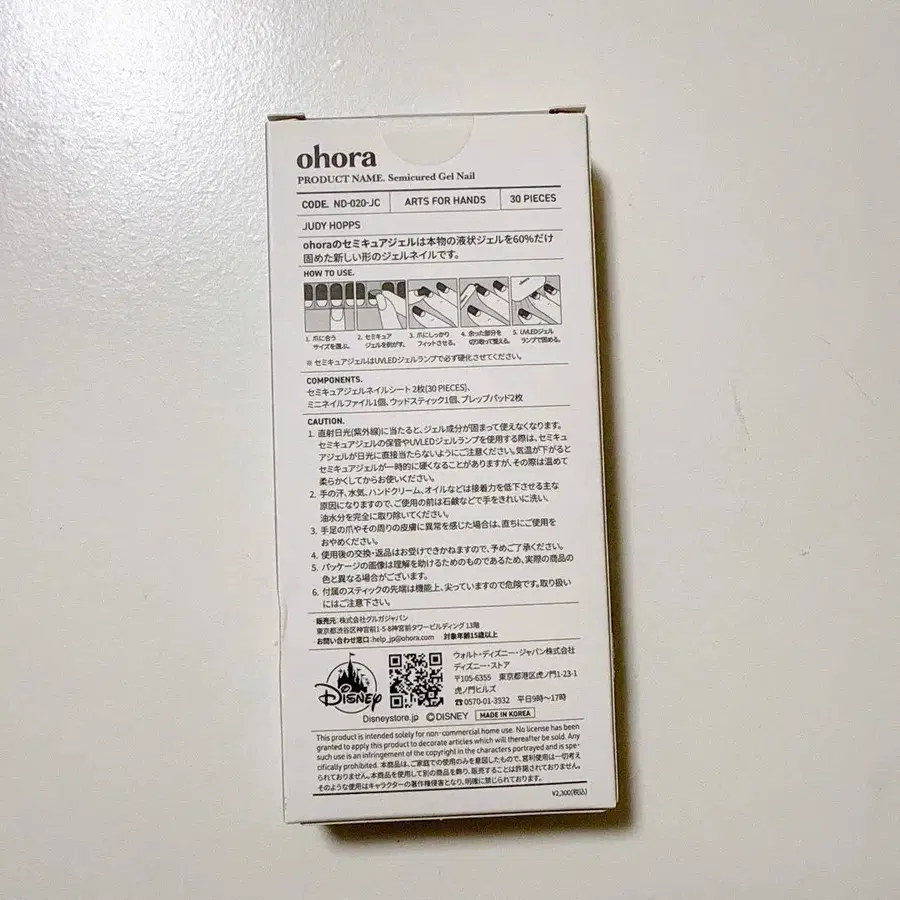 ohora
PRODUCT NAME. Semicured Gel Nail
CODE. ND-020-JC ARTS FOR HANDS 30 PIECES
JUDY HOPPS
ohoraのセミキュアジェルは本物の液状ジェルを60%だけ
固めた新しい形のジェルネイルです。
HOW TO USE.
1. 爪に合う サイズを選ぶ。
2. セミキュア ジェルを剥がす。
3. 爪にしっかり フィットさせる。
4. 余った部分を 切り取って整える。
5. UV/LEDジェル ランプで固める。
※ セミキュアジェルはUV/LEDジェルランプで必ず硬化させてください。
COMPONENTS.
セミキュアジェルネイルシート 2枚(30 PIECES)、
ミニネイルファイル1個、ウッドスティック1個、プレップパッド2枚
CAUTION.
1. 直射日光(紫外線)に当たると、ジェル成分が固まって使えなくなります。
セミキュアジェルの保管やUV/LEDジェルランプを使用する際は、セミキュ
アジェルが日光に直接当たらないようにご注意ください。気温が下がると
セミキュアジェルが一時的に硬くなることがありますが、その際は温めて
柔らかくしてからお使いください。
2. 手の汗、水気、ハンドクリーム、オイルなどは接着力を低下させる主な
原因になりますので、ご使用の前は石鹸などで手をきれいに洗い、
油水分を完全に取り除いてください。
3. 手足の爪やその周りの皮膚に異常を感じた場合は、直ちにご使用を
おやめください。
4. 使用後の交換・返品はお受けできかねますので、予めご了承ください。
5. パッケージの画像は理解を助けるためのものであるため、実際の商品の
色と異なる場合がございます。
6. 付属のスティックの先端は機能上、尖っていますので危険です。取り扱い
にはご注意下さい。
販売元: 株式会社グルガジャパン
東京都渋谷区神宮前1-5-8神宮前タワービルディング 13階
お問い合わせ窓口:help_jp@ohora.com 対象年齢15歳以上
Disney
ウォルト・ディズニー・ジャパン株式会社
ディズニー・ストア
〒105-6355 東京都港区虎ノ門1-23-1
虎ノ門ヒルズ
☎0570-01-3932 平日9時〜17時
Disneystore.jp ©DISNEY MADE IN KOREA
This product is intended solely for non-commercial home use. No license has been
granted to apply this product to decorate articles which will thereafter be sold. Any
such use is an infringement of the copyright in the characters portrayed and is spe-
cifically prohibited. 本商品は、ご家庭での使用のみを意図したもので、営利使用は一切考え
られておりません。本商品を使用して別の商品を飾り、販売することは許諾されておりません。
そのような使用はキャラクターの著作権侵害となり、明確に禁じられております。
¥2,300(税込)